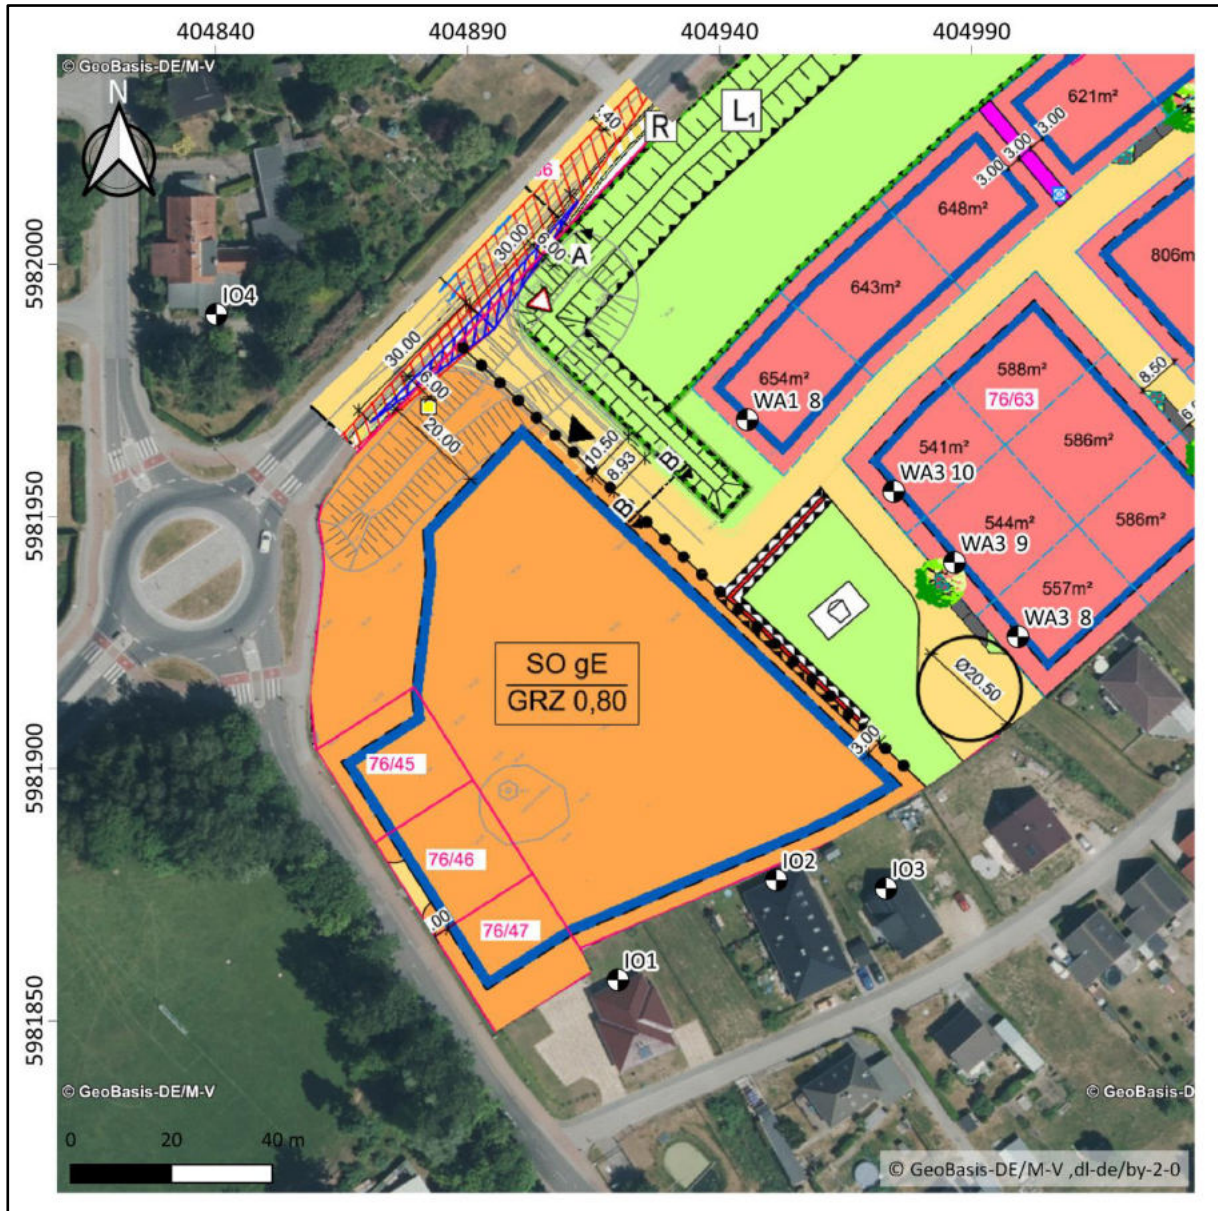 404840 404890 404940 404990
© GeoBasis-DE/M-V
N
5982000
5981950
5981900
5981850
R
L1
A
30.00
6.00
30.00
6.00
20.00
10.50
8.93
B
B
621m²
3.00
3.00
3.00
648m²
806m
643m²
654m²
WA1 8
588m²
76/63
541m²
586m²
8.50
WA3 10
544m²
586m²
WA3 9
557m²
WA3 8
Ø20.50
IO4
SO gE
GRZ 0,80
3.00
76/45
76/46
76/47
IO2
IO3
IO1
© GeoBasis-DE/M-V
© GeoBasis-D
0 20 40 m
© GeoBasis-DE/M-V ,dl-de/by-2-0